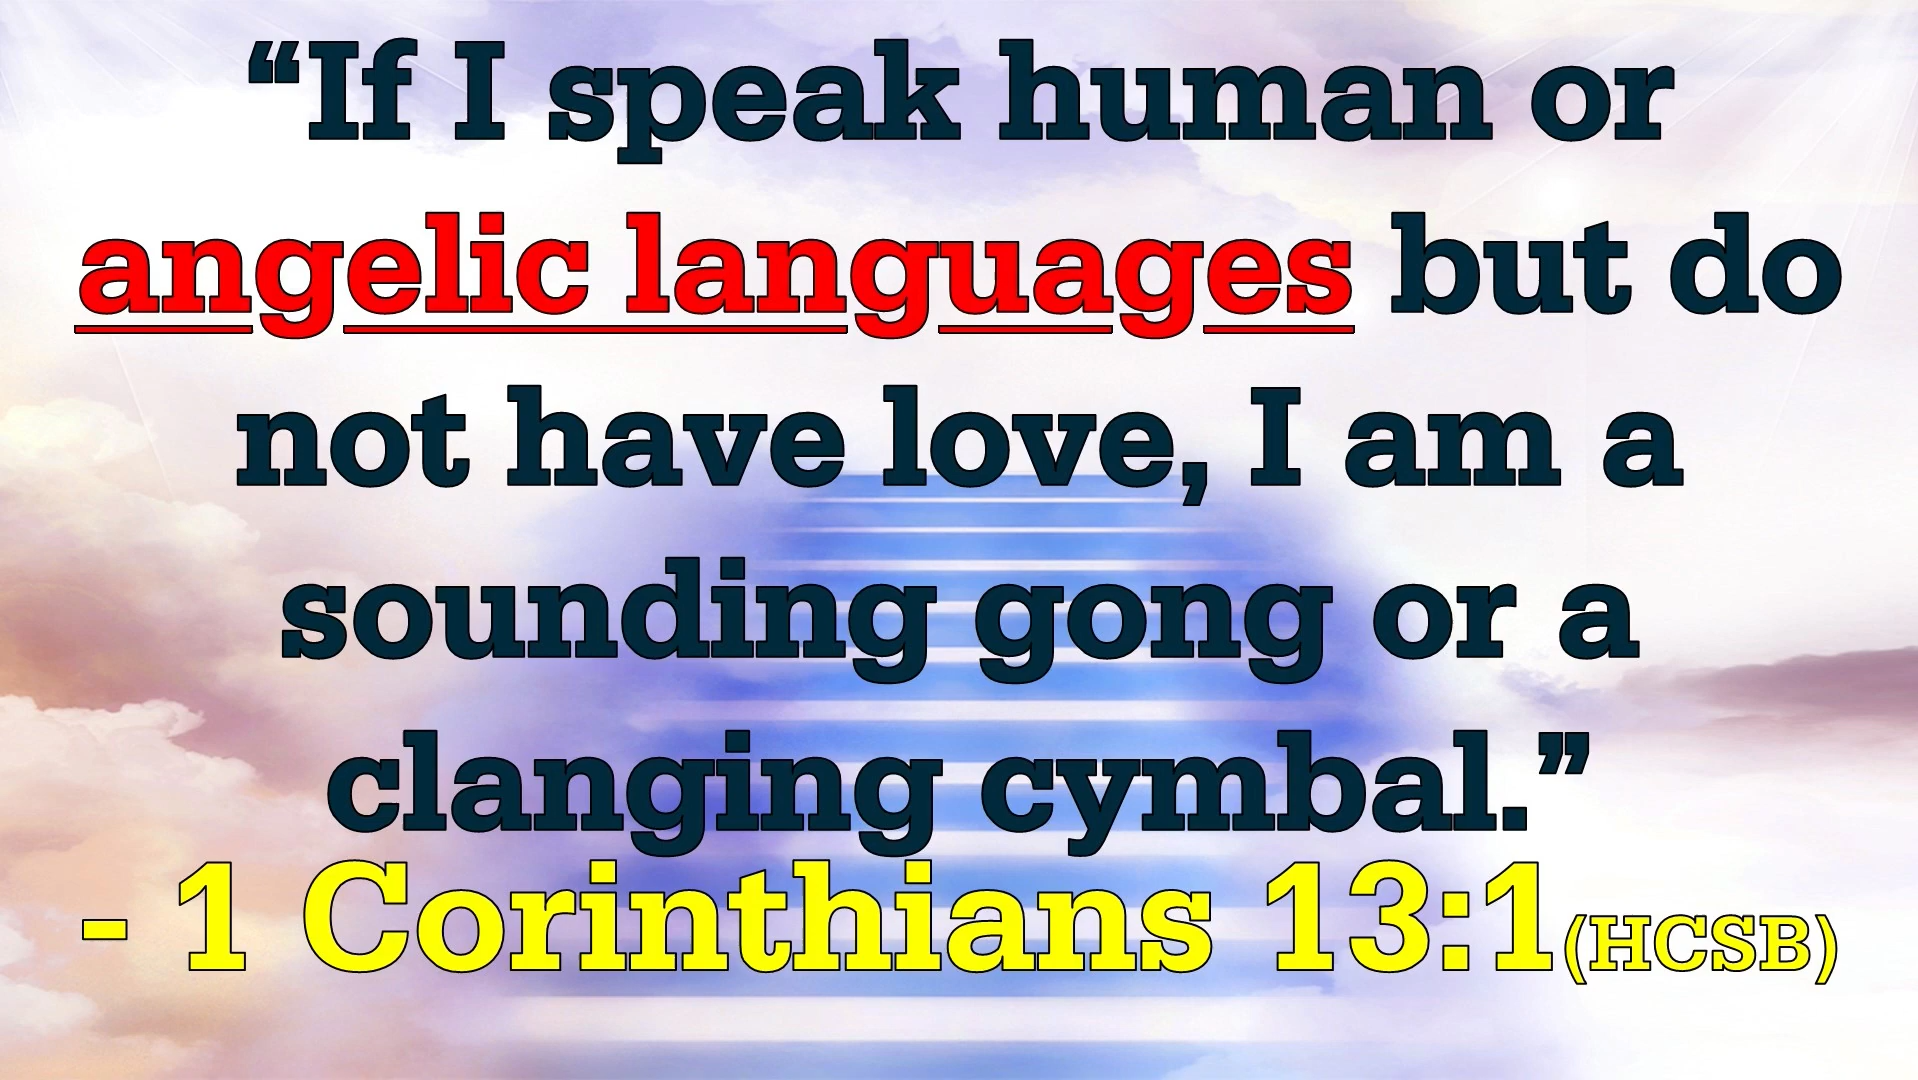 “If I speak human or
angelic languages but do
not have love, I am a
sounding gong or a
clanging cymbal.”
- 1 Corinthians 13:1(HCSB)